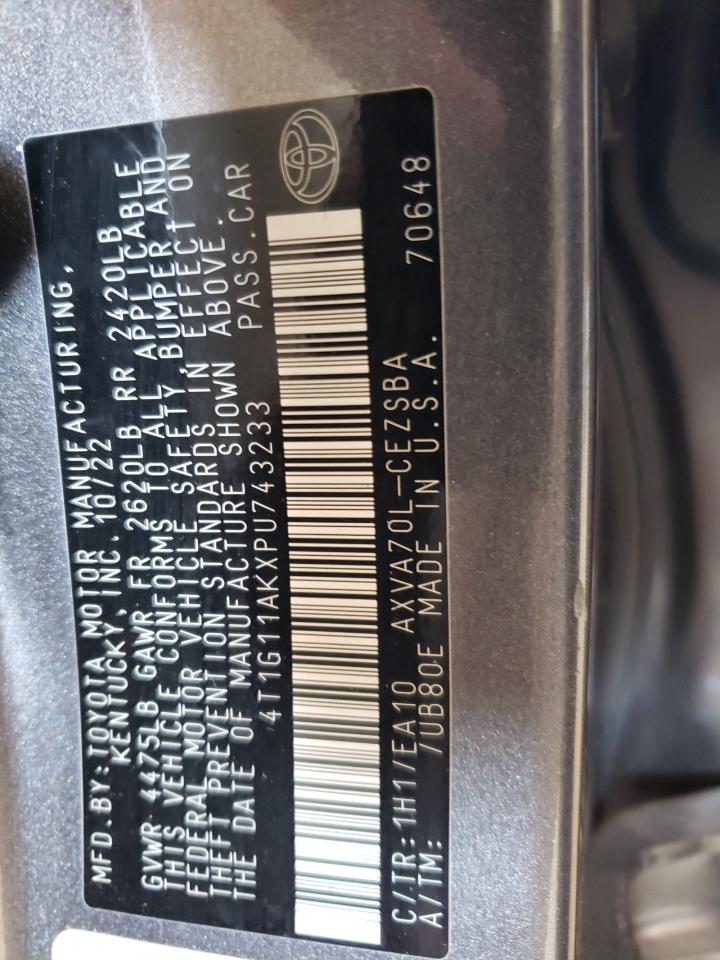 MFD.BY:TOYOTA MOTOR MANUFACTURING,
KENTUCKY, INC. 10/22
GVWR 4475LB GAWR FR 2620LB RR 2420LB
THIS VEHICLE CONFORMS TO ALL APPLICABLE
FEDERAL MOTOR VEHICLE SAFETY,BUMPER AND
THEFT PREVENTION STANDARDS IN EFFECT ON
THE DATE OF MANUFACTURE SHOWN ABOVE.
4T1G11AKXPU743233 PASS.CAR
C/TR:1H1/EA10 AXVA70L-CEZSBA
A/TM: /UB80E MADE IN U.S.A. 70648